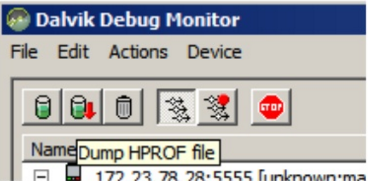 Dalvik Debug Monitor
File Edit Actions Device
STOP
Name
Dump HPROF file
172.23.78.28:5555 [unknown:ma